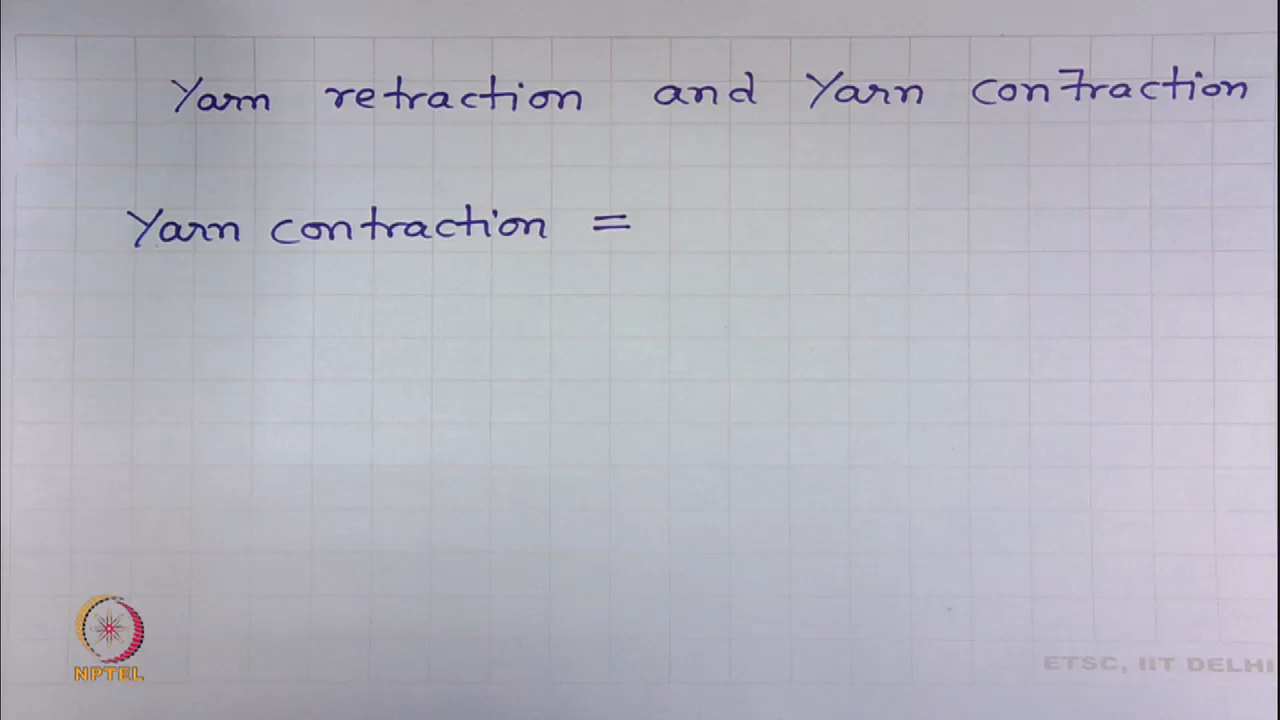 Yarn retraction and Yarn contraction
Yarn contraction =
NPTEL
ETSC, IIT DELHI